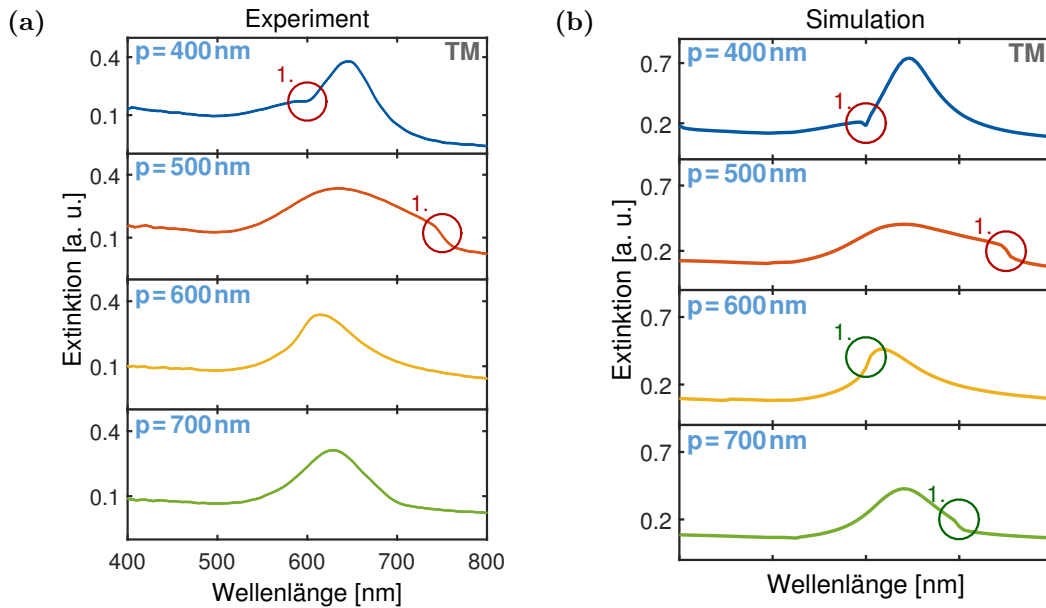 (a)
Experiment
p = 400 nm
TM
1.
0.4
0.1
p = 500 nm
1.
0.4
0.1
p = 600 nm
0.4
0.1
p = 700 nm
0.4
0.1
400 500 600 700 800
Wellenlänge [nm]
Extinktion [a. u.]
(b)
Simulation
p = 400 nm
TM
1.
0.7
0.2
p = 500 nm
1.
0.7
0.2
p = 600 nm
1.
0.7
0.2
p = 700 nm
1.
0.7
0.2
Wellenlänge [nm]
Extinktion [a. u.]